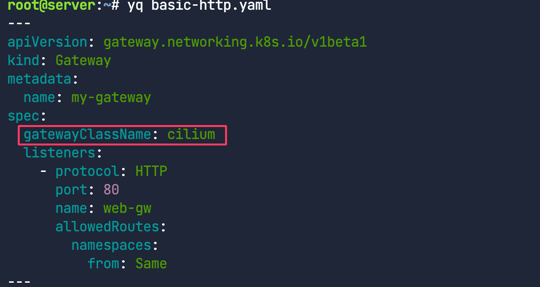 root@server:~# yq basic-http.yaml
---
apiVersion: gateway.networking.k8s.io/v1beta1
kind: Gateway
metadata:
  name: my-gateway
spec:
  gatewayClassName: cilium
  listeners:
    - protocol: HTTP
      port: 80
      name: web-gw
      allowedRoutes:
        namespaces:
          from: Same
---